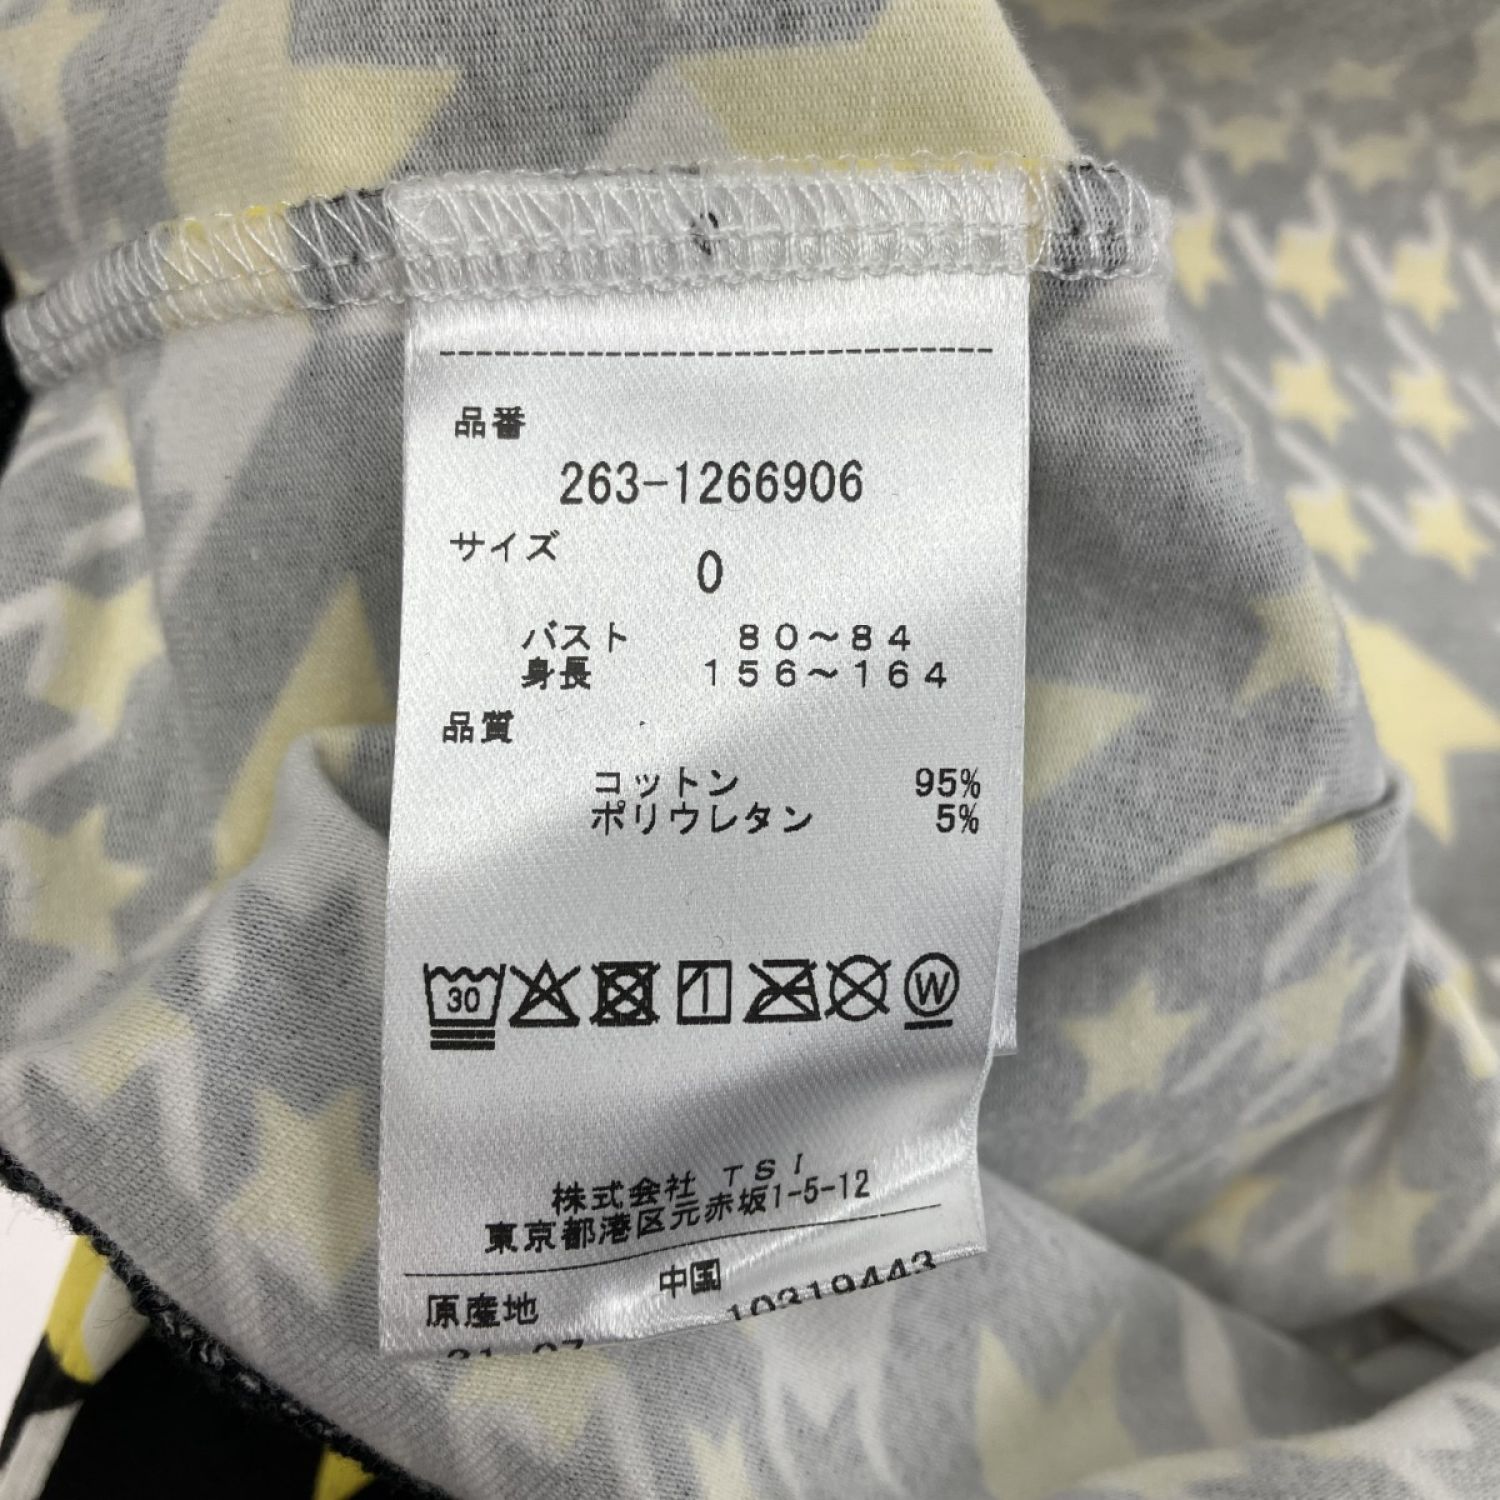 品番
263-1266906
サイズ
0
バスト 80～84
身長 156～164
品質
コットン 95%
ポリウレタン 5%
30 W
株式会社 TSI
東京都港区元赤坂1-5-12
中国
原産地
10319443